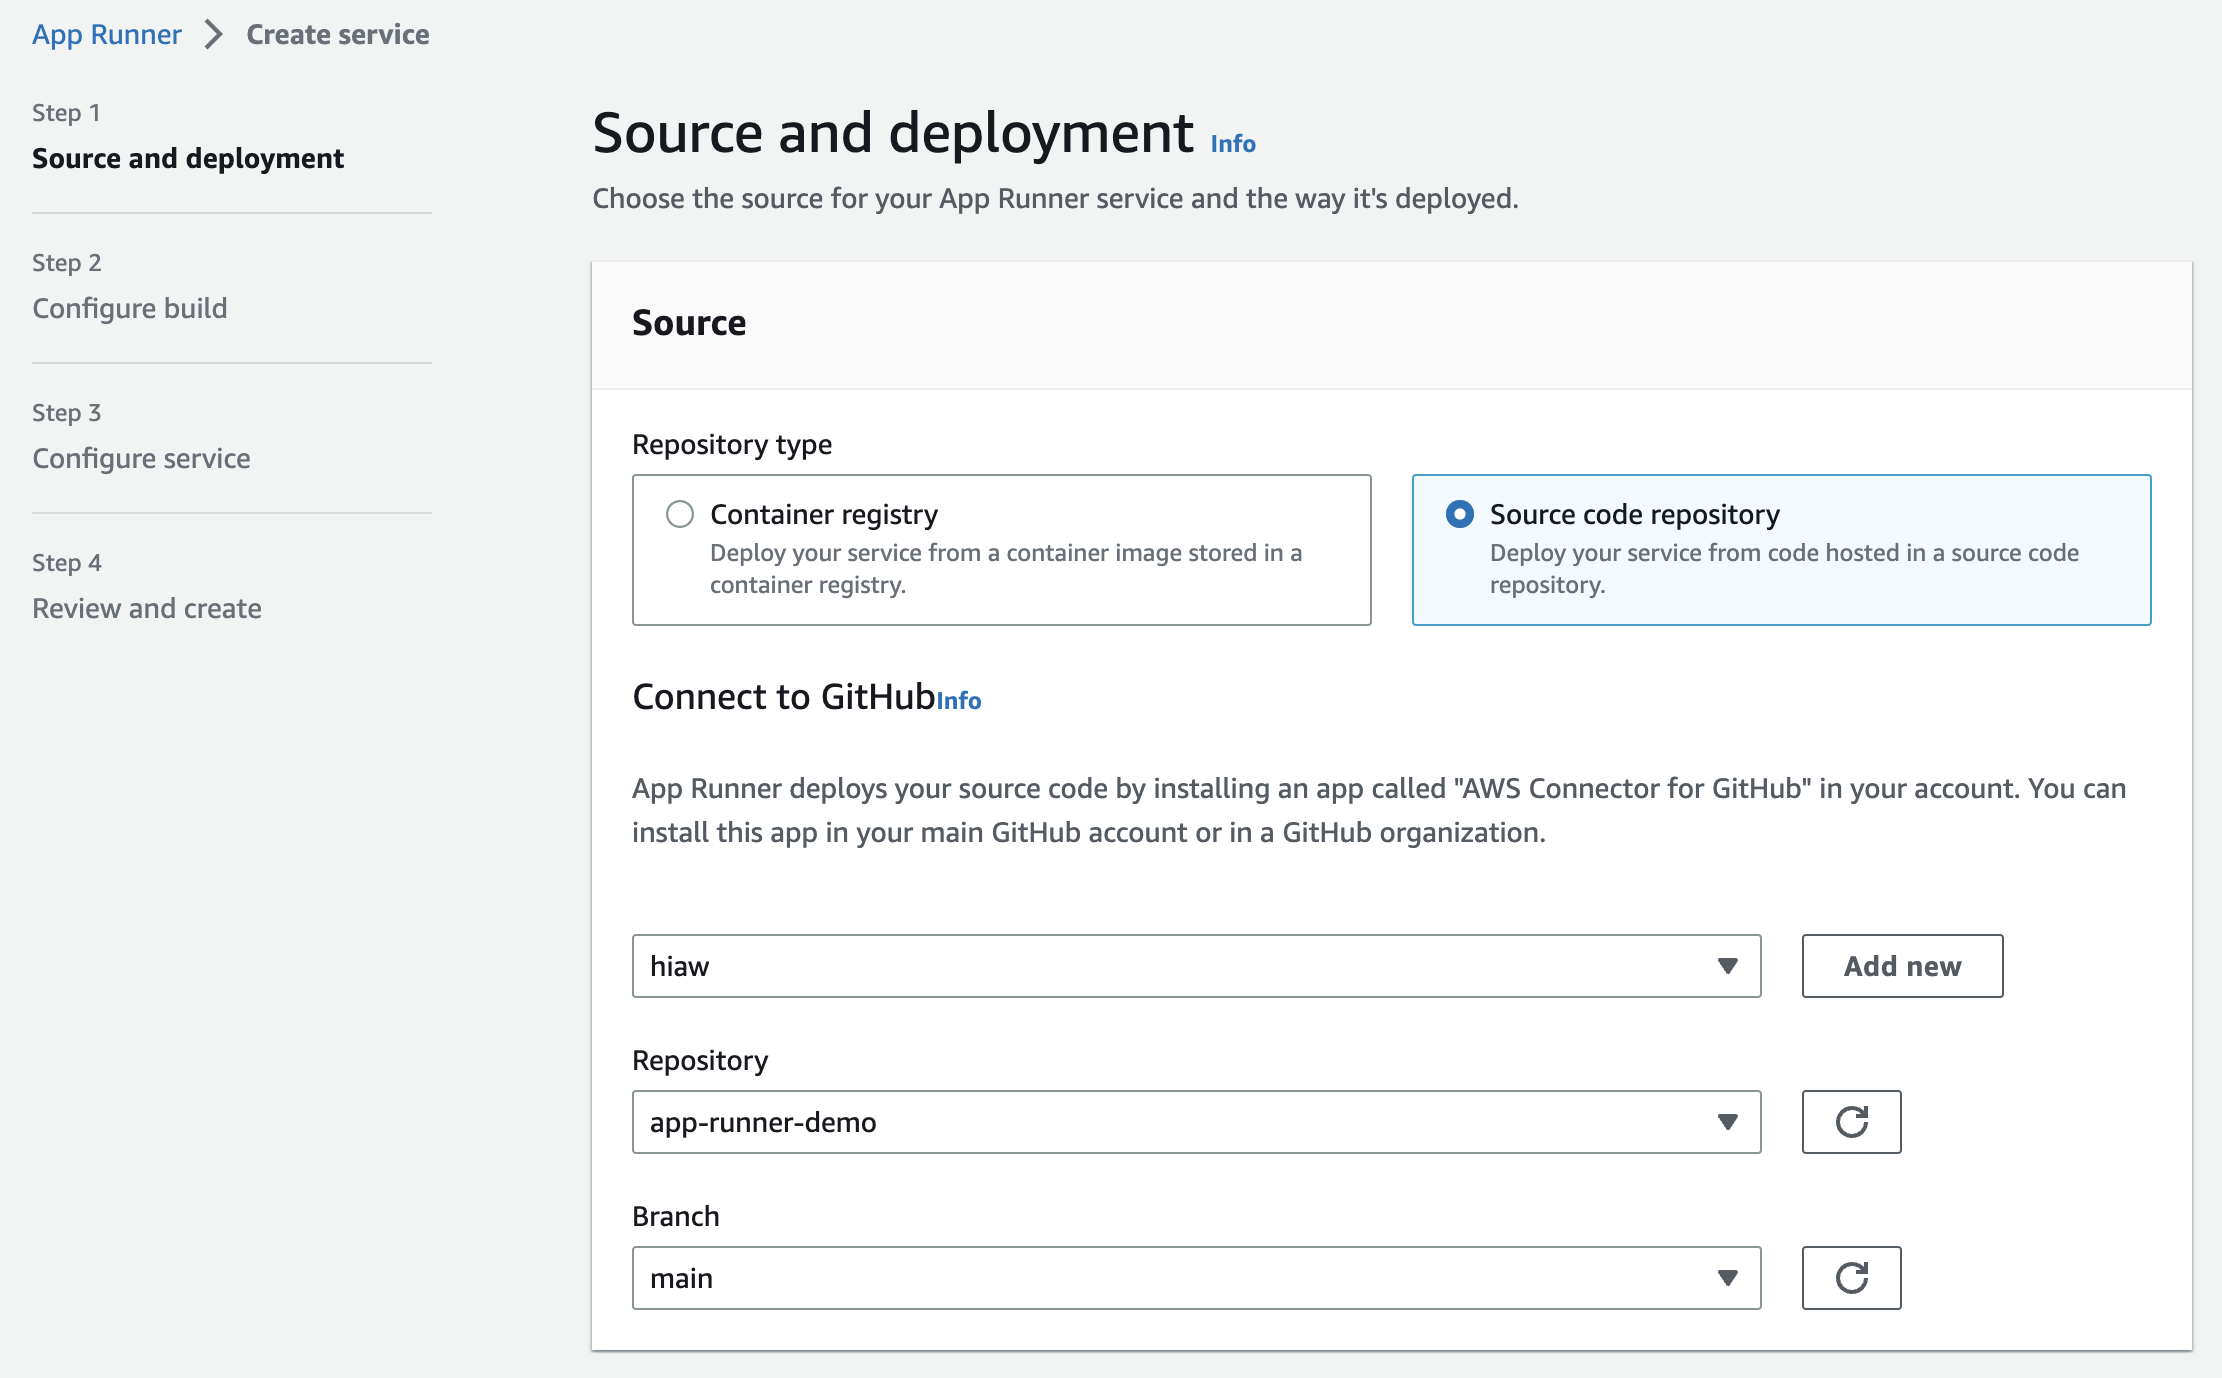 App Runner
Create service
Step 1
Source and deployment
Step 2
Configure build
Step 3
Configure service
Step 4
Review and create
Source and deployment Info
Choose the source for your App Runner service and the way it's deployed.
Source
Repository type
Container registry
Deploy your service from a container image stored in a
container registry.
Source code repository
Deploy your service from code hosted in a source code
repository.
Connect to GitHub Info
App Runner deploys your source code by installing an app called "AWS Connector for GitHub" in your account. You can
install this app in your main GitHub account or in a GitHub organization.
hiaw
Add new
Repository
app-runner-demo
Branch
main